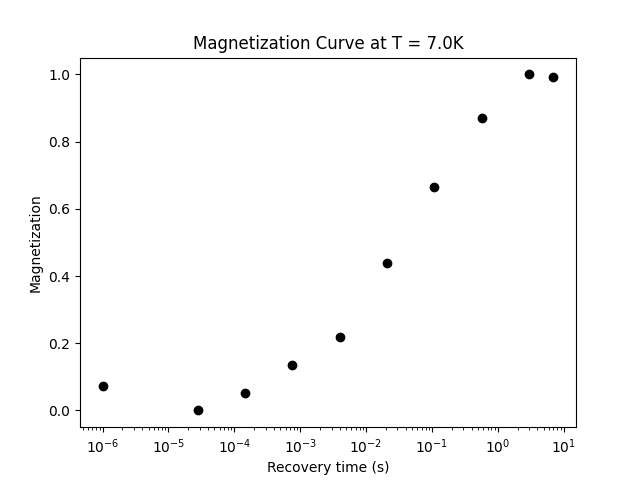 Magnetization Curve at T = 7.0K
1.0
0.8
0.6
0.4
0.2
0.0
Magnetization
10⁻⁶ 10⁻⁵ 10⁻⁴ 10⁻³ 10⁻² 10⁻¹ 10⁰ 10¹
Recovery time (s)